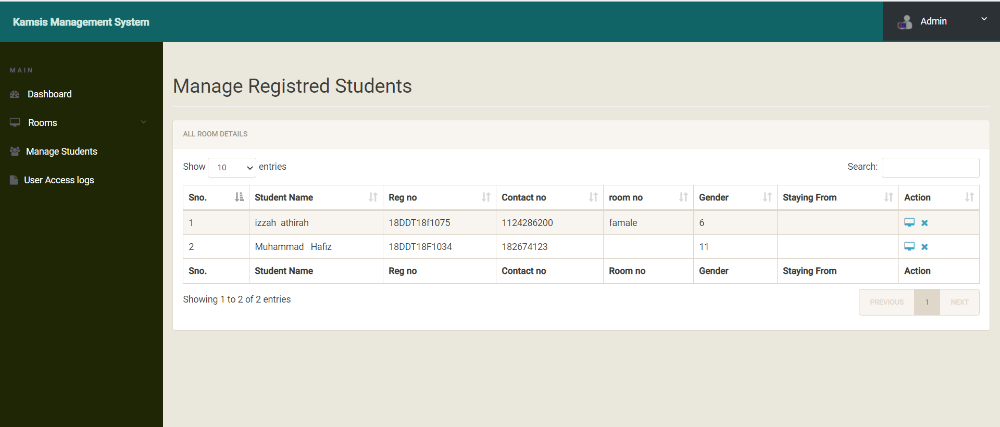 Kamsis Management System
Admin
MAIN
Dashboard
Rooms
Manage Students
User Access logs
Manage Registred Students
ALL ROOM DETAILS
Show 10 entries Search:
Sno. Student Name Reg no Contact no room no Gender Staying From Action
1 izzah athirah 18DDT18f1075 1124286200 famale 6
2 Muhammad Hafiz 18DDT18F1034 182674123 11
Sno. Student Name Reg no Contact no Room no Gender Staying From Action
Showing 1 to 2 of 2 entries
PREVIOUS 1 NEXT